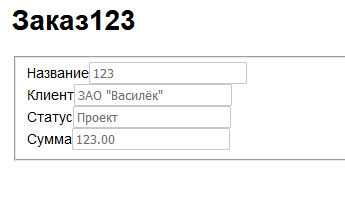 Заказ123
Название 123
Клиент ЗАО "Василёк"
Статус Проект
Сумма 123.00